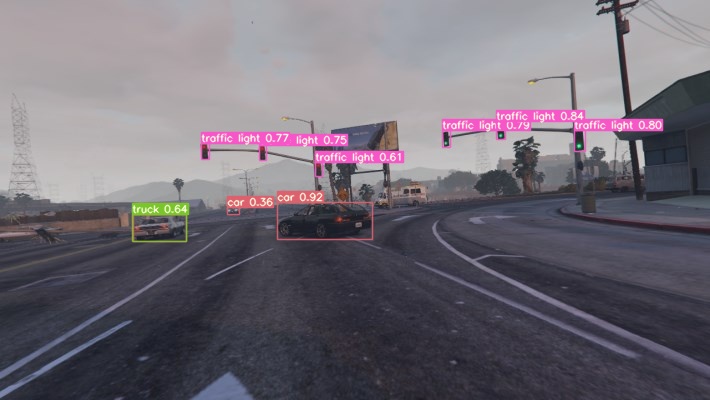 traffic light 0.84
traffic light 0.79
traffic light 0.80
traffic light 0.77
light 0.75
traffic light 0.61
car 0.36
car 0.92
truck 0.64